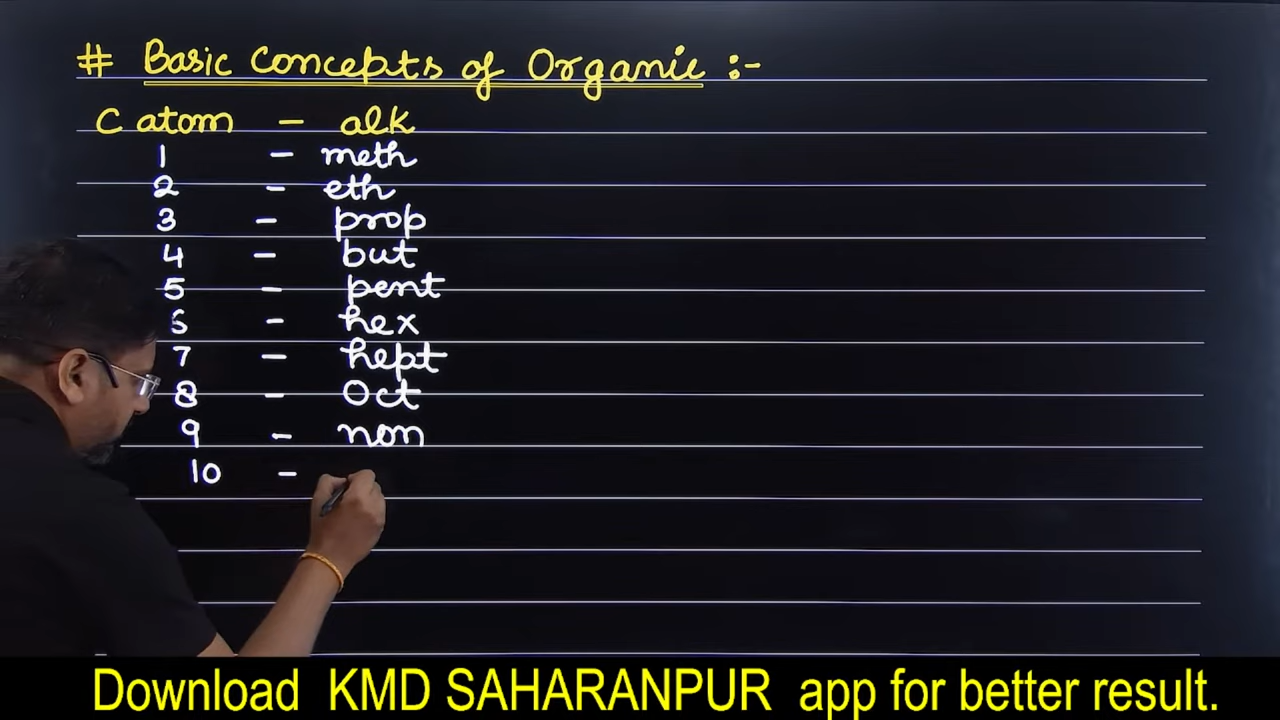 # Basic Concepts of Organic :-
C atom - alk
1 - meth
2 - eth
3 - prop
4 - but
5 - pent
6 - hex
7 - hept
8 - Oct
9 - non
10 -
Download KMD SAHARANPUR app for better result.